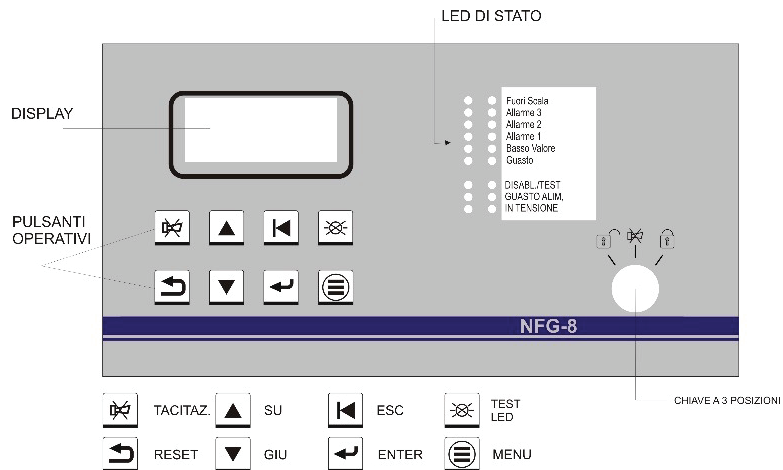 LED DI STATO
DISPLAY
Fuori Scala
Allarme 3
Allarme 2
Allarme 1
Basso Valore
Guasto
DISABL./TEST
GUASTO ALIM,
IN TENSIONE
PULSANTI
OPERATIVI
NFG-8
CHIAVE A 3 POSIZIONI
TACITAZ. SU ESC TEST
LED
RESET GIU ENTER MENU